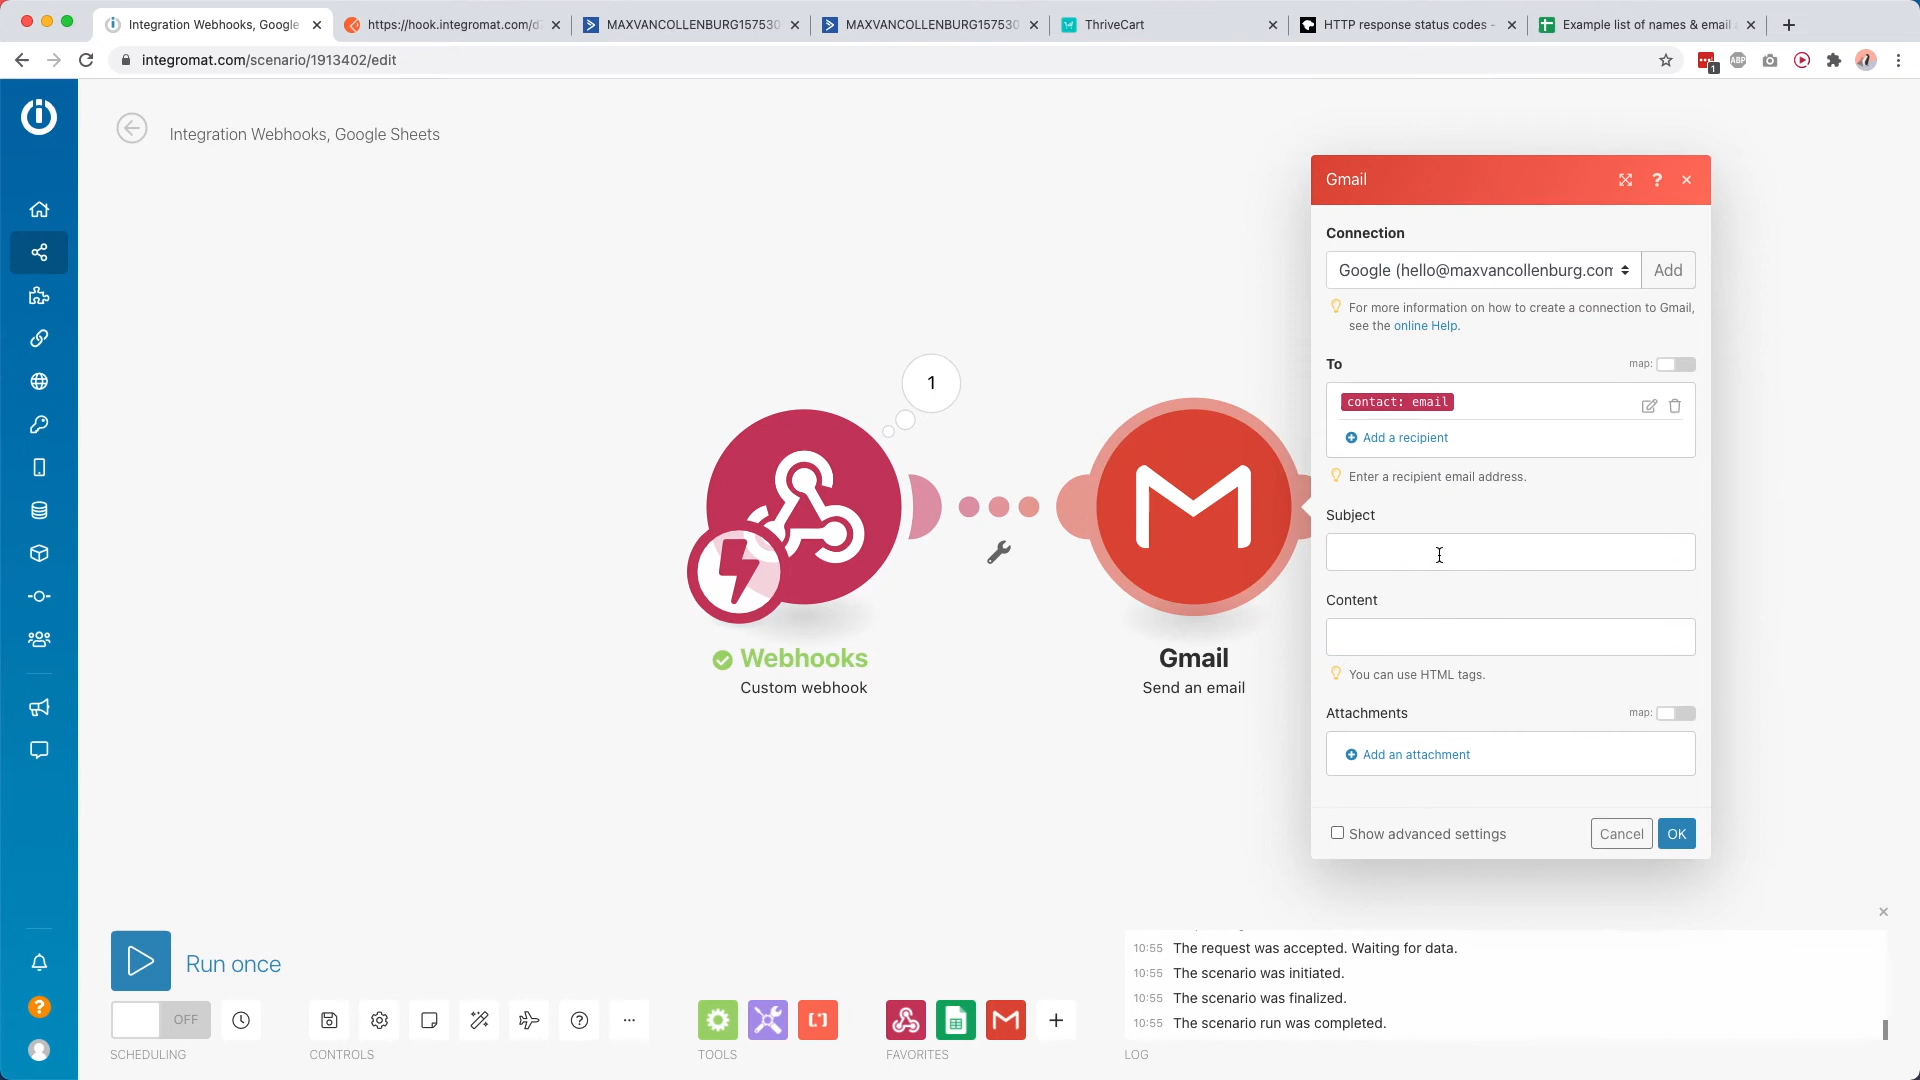 Integration Webhooks, Google
https://hook.integromat.com/d
MAXVANCOLLENBURG157530
MAXVANCOLLENBURG157530
ThriveCart
HTTP response status codes -
Example list of names & email
integromat.com/scenario/1913402/edit
1
ABP
Integration Webhooks, Google Sheets
Gmail
?
Connection
Google (hello@maxvancollenburg.com
Add
For more information on how to create a connection to Gmail,
see the online Help.
To
map:
contact: email
Add a recipient
Enter a recipient email address.
Subject
Content
You can use HTML tags.
Attachments
map:
Add an attachment
Show advanced settings
Cancel
OK
1
Webhooks
Custom webhook
Gmail
Send an email
Run once
OFF
SCHEDULING
CONTROLS
TOOLS
FAVORITES
10:55 The request was accepted. Waiting for data.
10:55 The scenario was initiated.
10:55 The scenario was finalized.
10:55 The scenario run was completed.
LOG